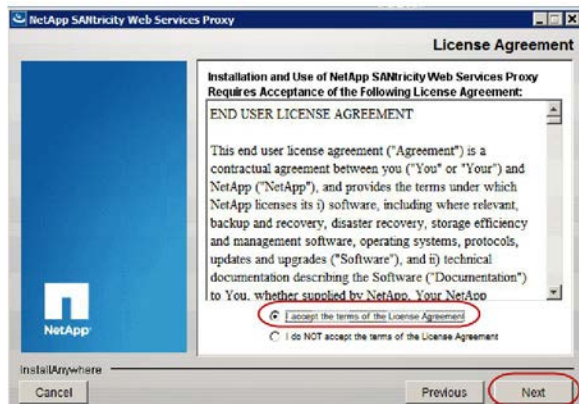 NetApp SANtricity Web Services Proxy
License Agreement
Installation and Use of NetApp SANtricity Web Services Proxy
Requires Acceptance of the Following License Agreement:
END USER LICENSE AGREEMENT
This end user license agreement ("Agreement") is a
contractual agreement between you ("You" or "Your") and
NetApp ("NetApp"), and provides the terms under which
NetApp licenses its i) software, including where relevant,
backup and recovery, disaster recovery, storage efficiency
and management software, operating systems, protocols,
updates and upgrades ("Software"), and ii) technical
documentation describing the Software ("Documentation")
to You, whether supplied by NetApp, Your NetApp
I accept the terms of the License Agreement
I do NOT accept the terms of the License Agreement
NetApp
InstallAnywhere
Cancel
Previous
Next